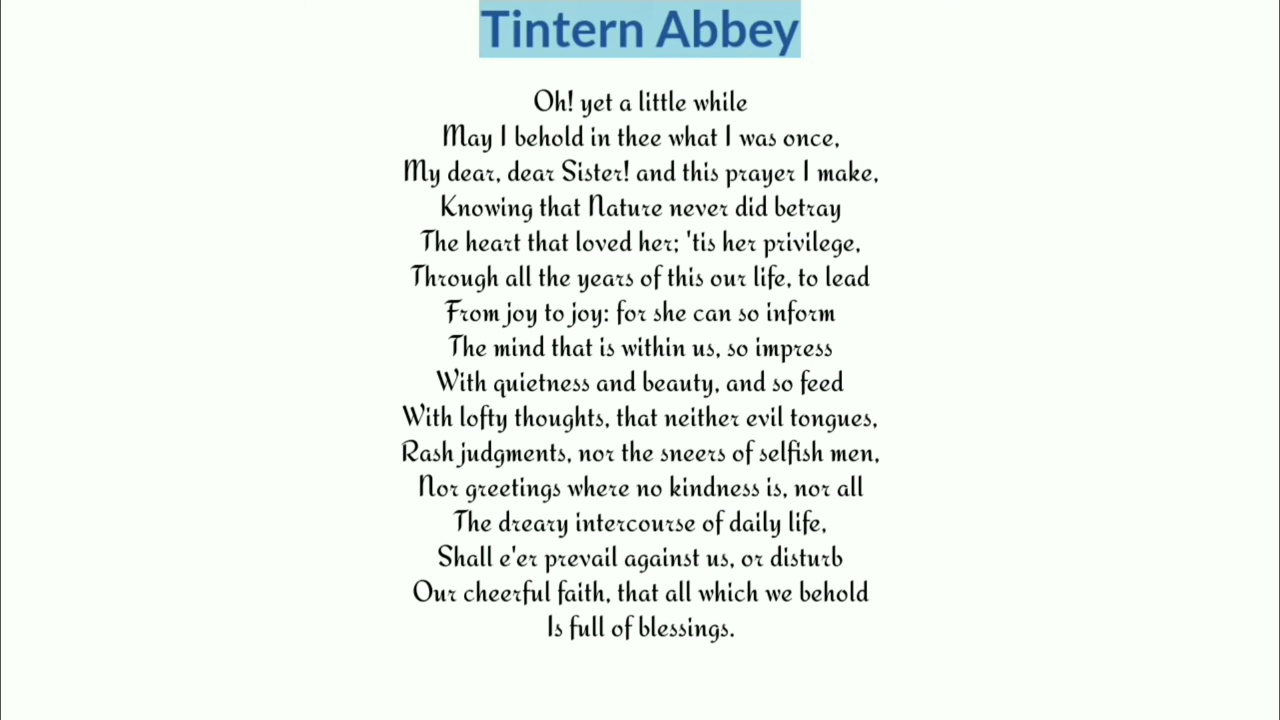 Tintern Abbey
Oh! yet a little while
May I behold in thee what I was once,
My dear, dear Sister! and this prayer I make,
Knowing that Nature never did betray
The heart that loved her; 'tis her privilege,
Through all the years of this our life, to lead
From joy to joy: for she can so inform
The mind that is within us, so impress
With quietness and beauty, and so feed
With lofty thoughts, that neither evil tongues,
Rash judgments, nor the sneers of selfish men,
Nor greetings where no kindness is, nor all
The dreary intercourse of daily life,
Shall e'er prevail against us, or disturb
Our cheerful faith, that all which we behold
Is full of blessings.